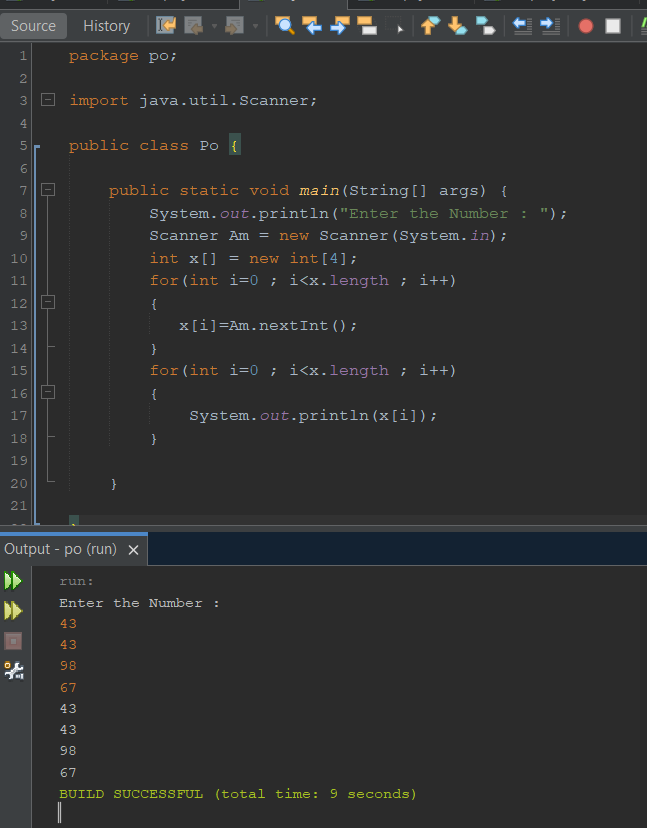 Source History
1 package po;
2
3 import java.util.Scanner;
4
5 public class Po {
6
7 public static void main(String[] args) {
8 System.out.println("Enter the Number : ");
9 Scanner Am = new Scanner(System.in);
10 int x[] = new int[4];
11 for(int i=0 ; i<x.length ; i++)
12 {
13 x[i]=Am.nextInt();
14 }
15 for(int i=0 ; i<x.length ; i++)
16 {
17 System.out.println(x[i]);
18 }
19
20 }
21
Output - po (run)
run:
Enter the Number :
43
43
98
67
43
43
98
67
BUILD SUCCESSFUL (total time: 9 seconds)